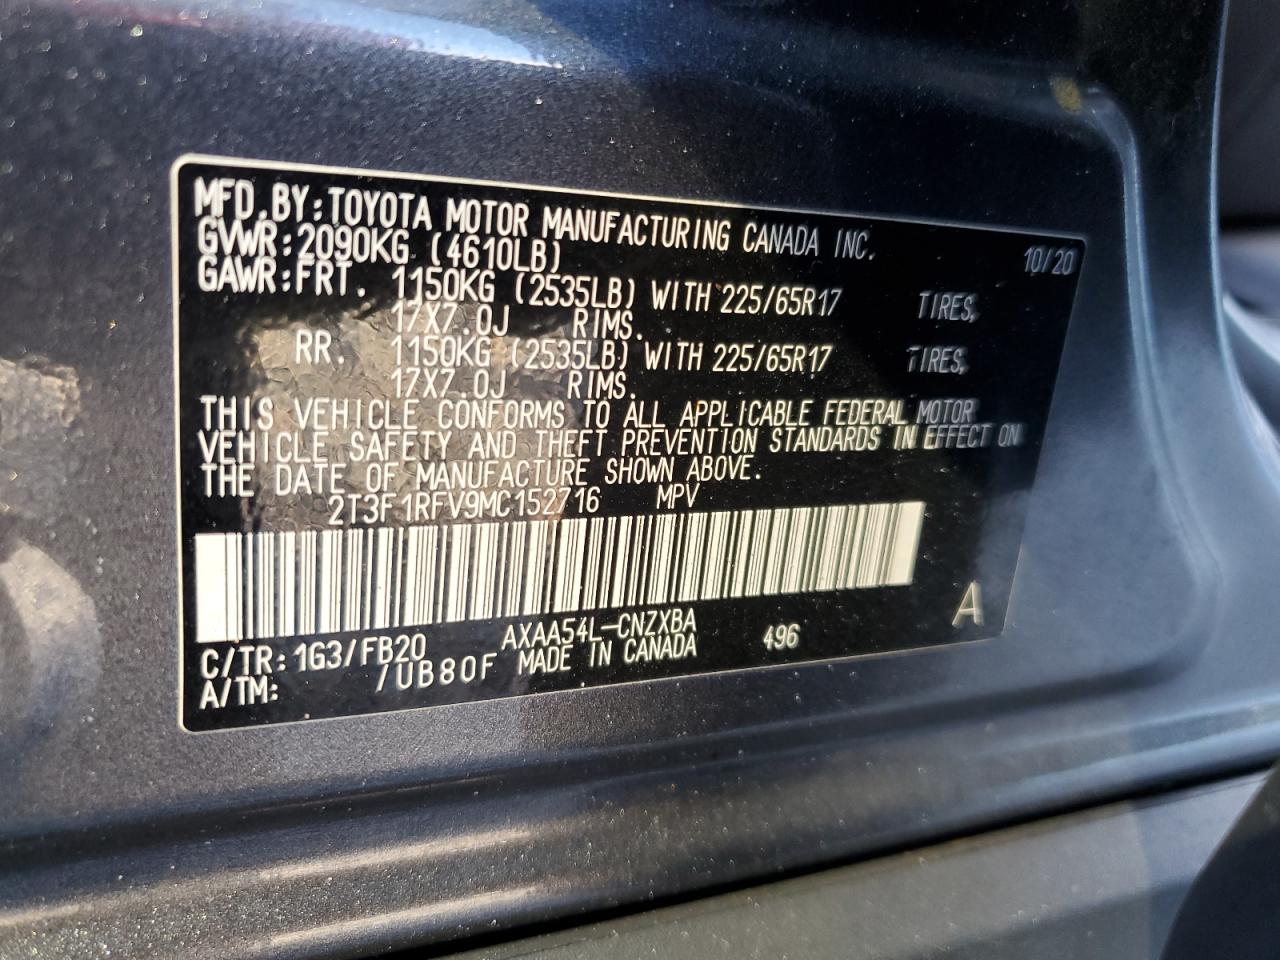 MFD.BY:TOYOTA MOTOR MANUFACTURING CANADA INC. 10/20
GVWR:2090KG (4610LB)
GAWR:FRT. 1150KG (2535LB) WITH 225/65R17 TIRES,
17X7.0J RIMS.
RR. 1150KG (2535LB) WITH 225/65R17 TIRES,
17X7.0J RIMS.
THIS VEHICLE CONFORMS TO ALL APPLICABLE FEDERAL MOTOR
VEHICLE SAFETY AND THEFT PREVENTION STANDARDS IN EFFECT ON
THE DATE OF MANUFACTURE SHOWN ABOVE.
2T3F1RFV9MC152716 MPV
C/TR:1G3/FB20 AXAA54L-CNZXBA 496 A
A/TM: /UB80F MADE IN CANADA